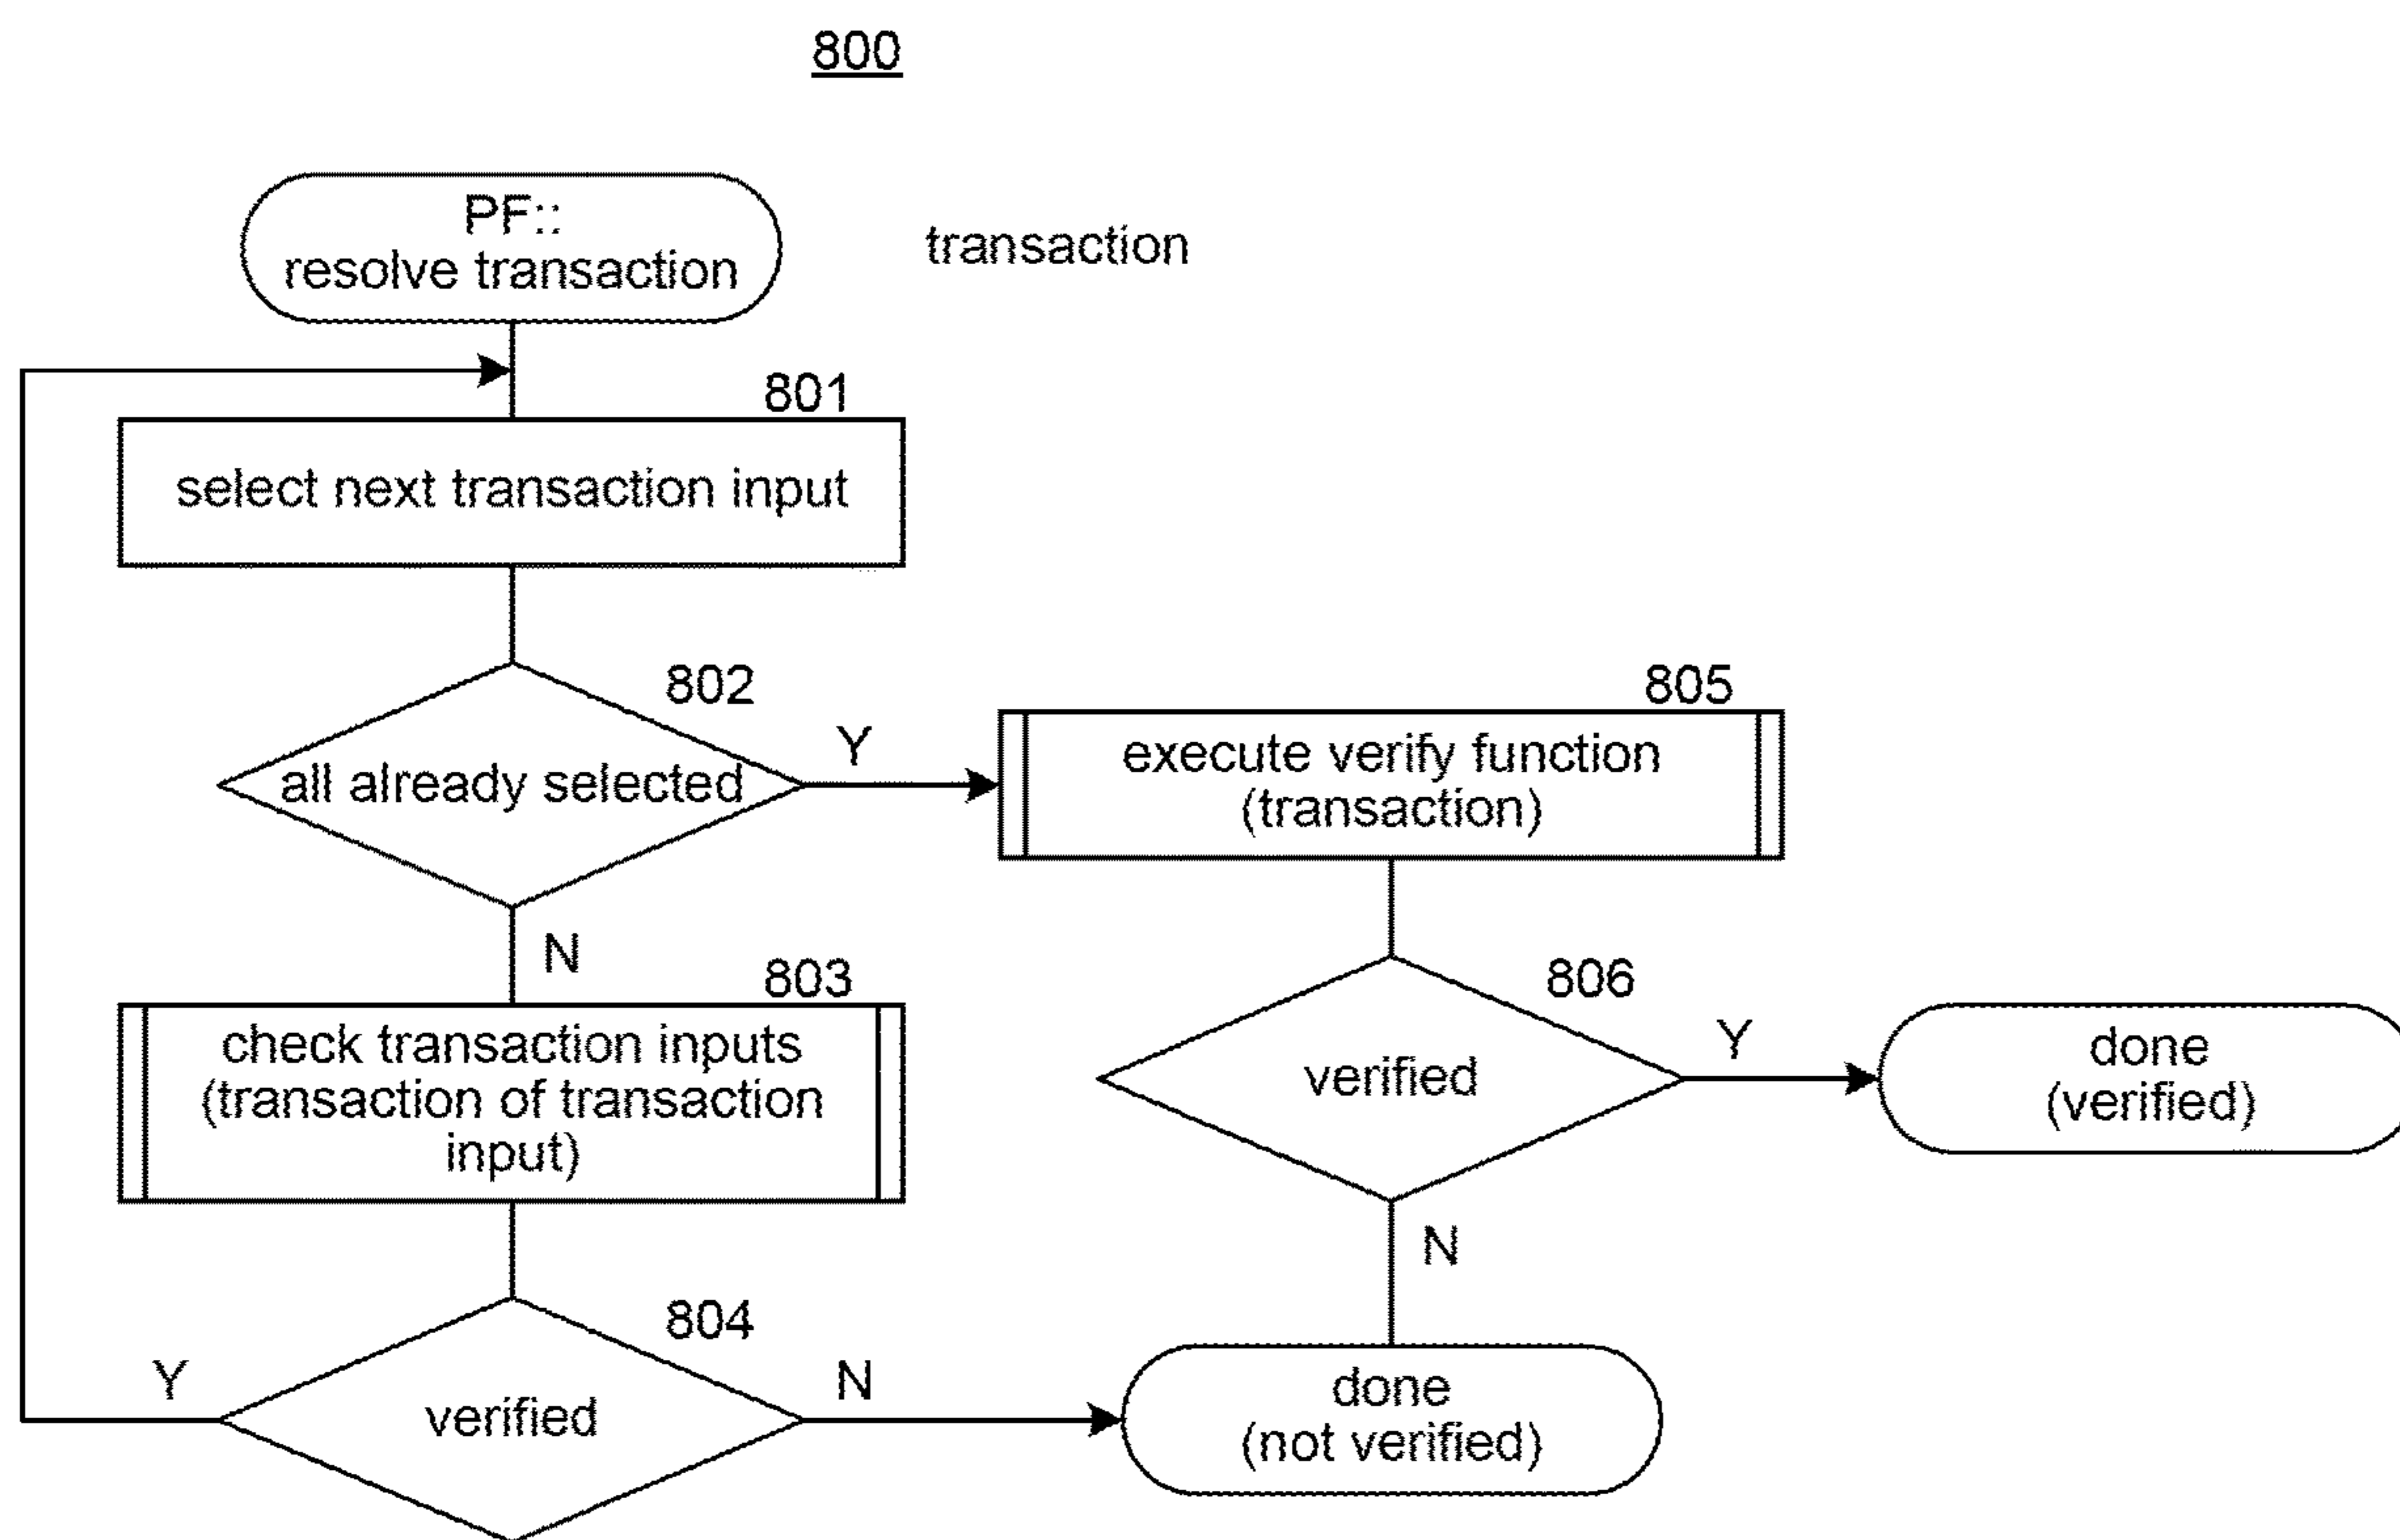 800
PF::
resolve transaction
transaction
801
select next transaction input
802
all already selected
Y
N
803
check transaction inputs
(transaction of transaction
input)
804
verified
Y
N
805
execute verify function
(transaction)
806
verified
Y
N
done
(verified)
done
(not verified)